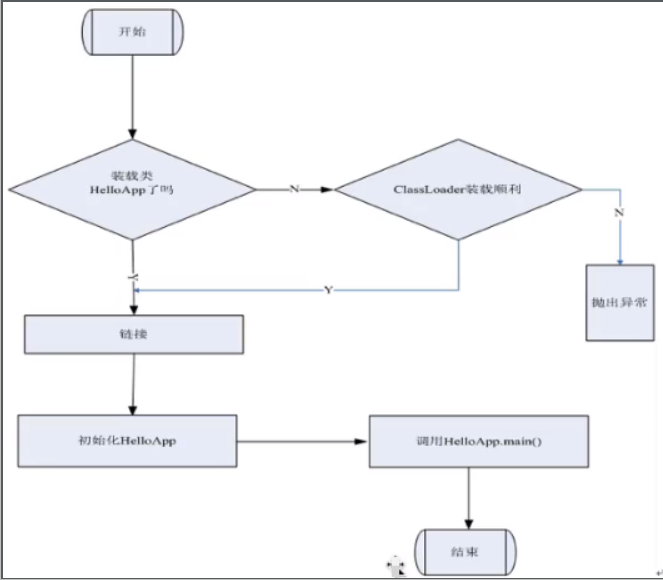 开始
装载类
HelloApp了吗
N
ClassLoader装载顺利
N
Y
Y
抛出异常
链接
初始化HelloApp
调用HelloApp.main()
结束